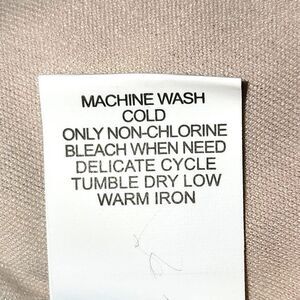 MACHINE WASH
COLD
ONLY NON-CHLORINE
BLEACH WHEN NEED
DELICATE CYCLE
TUMBLE DRY LOW
WARM IRON